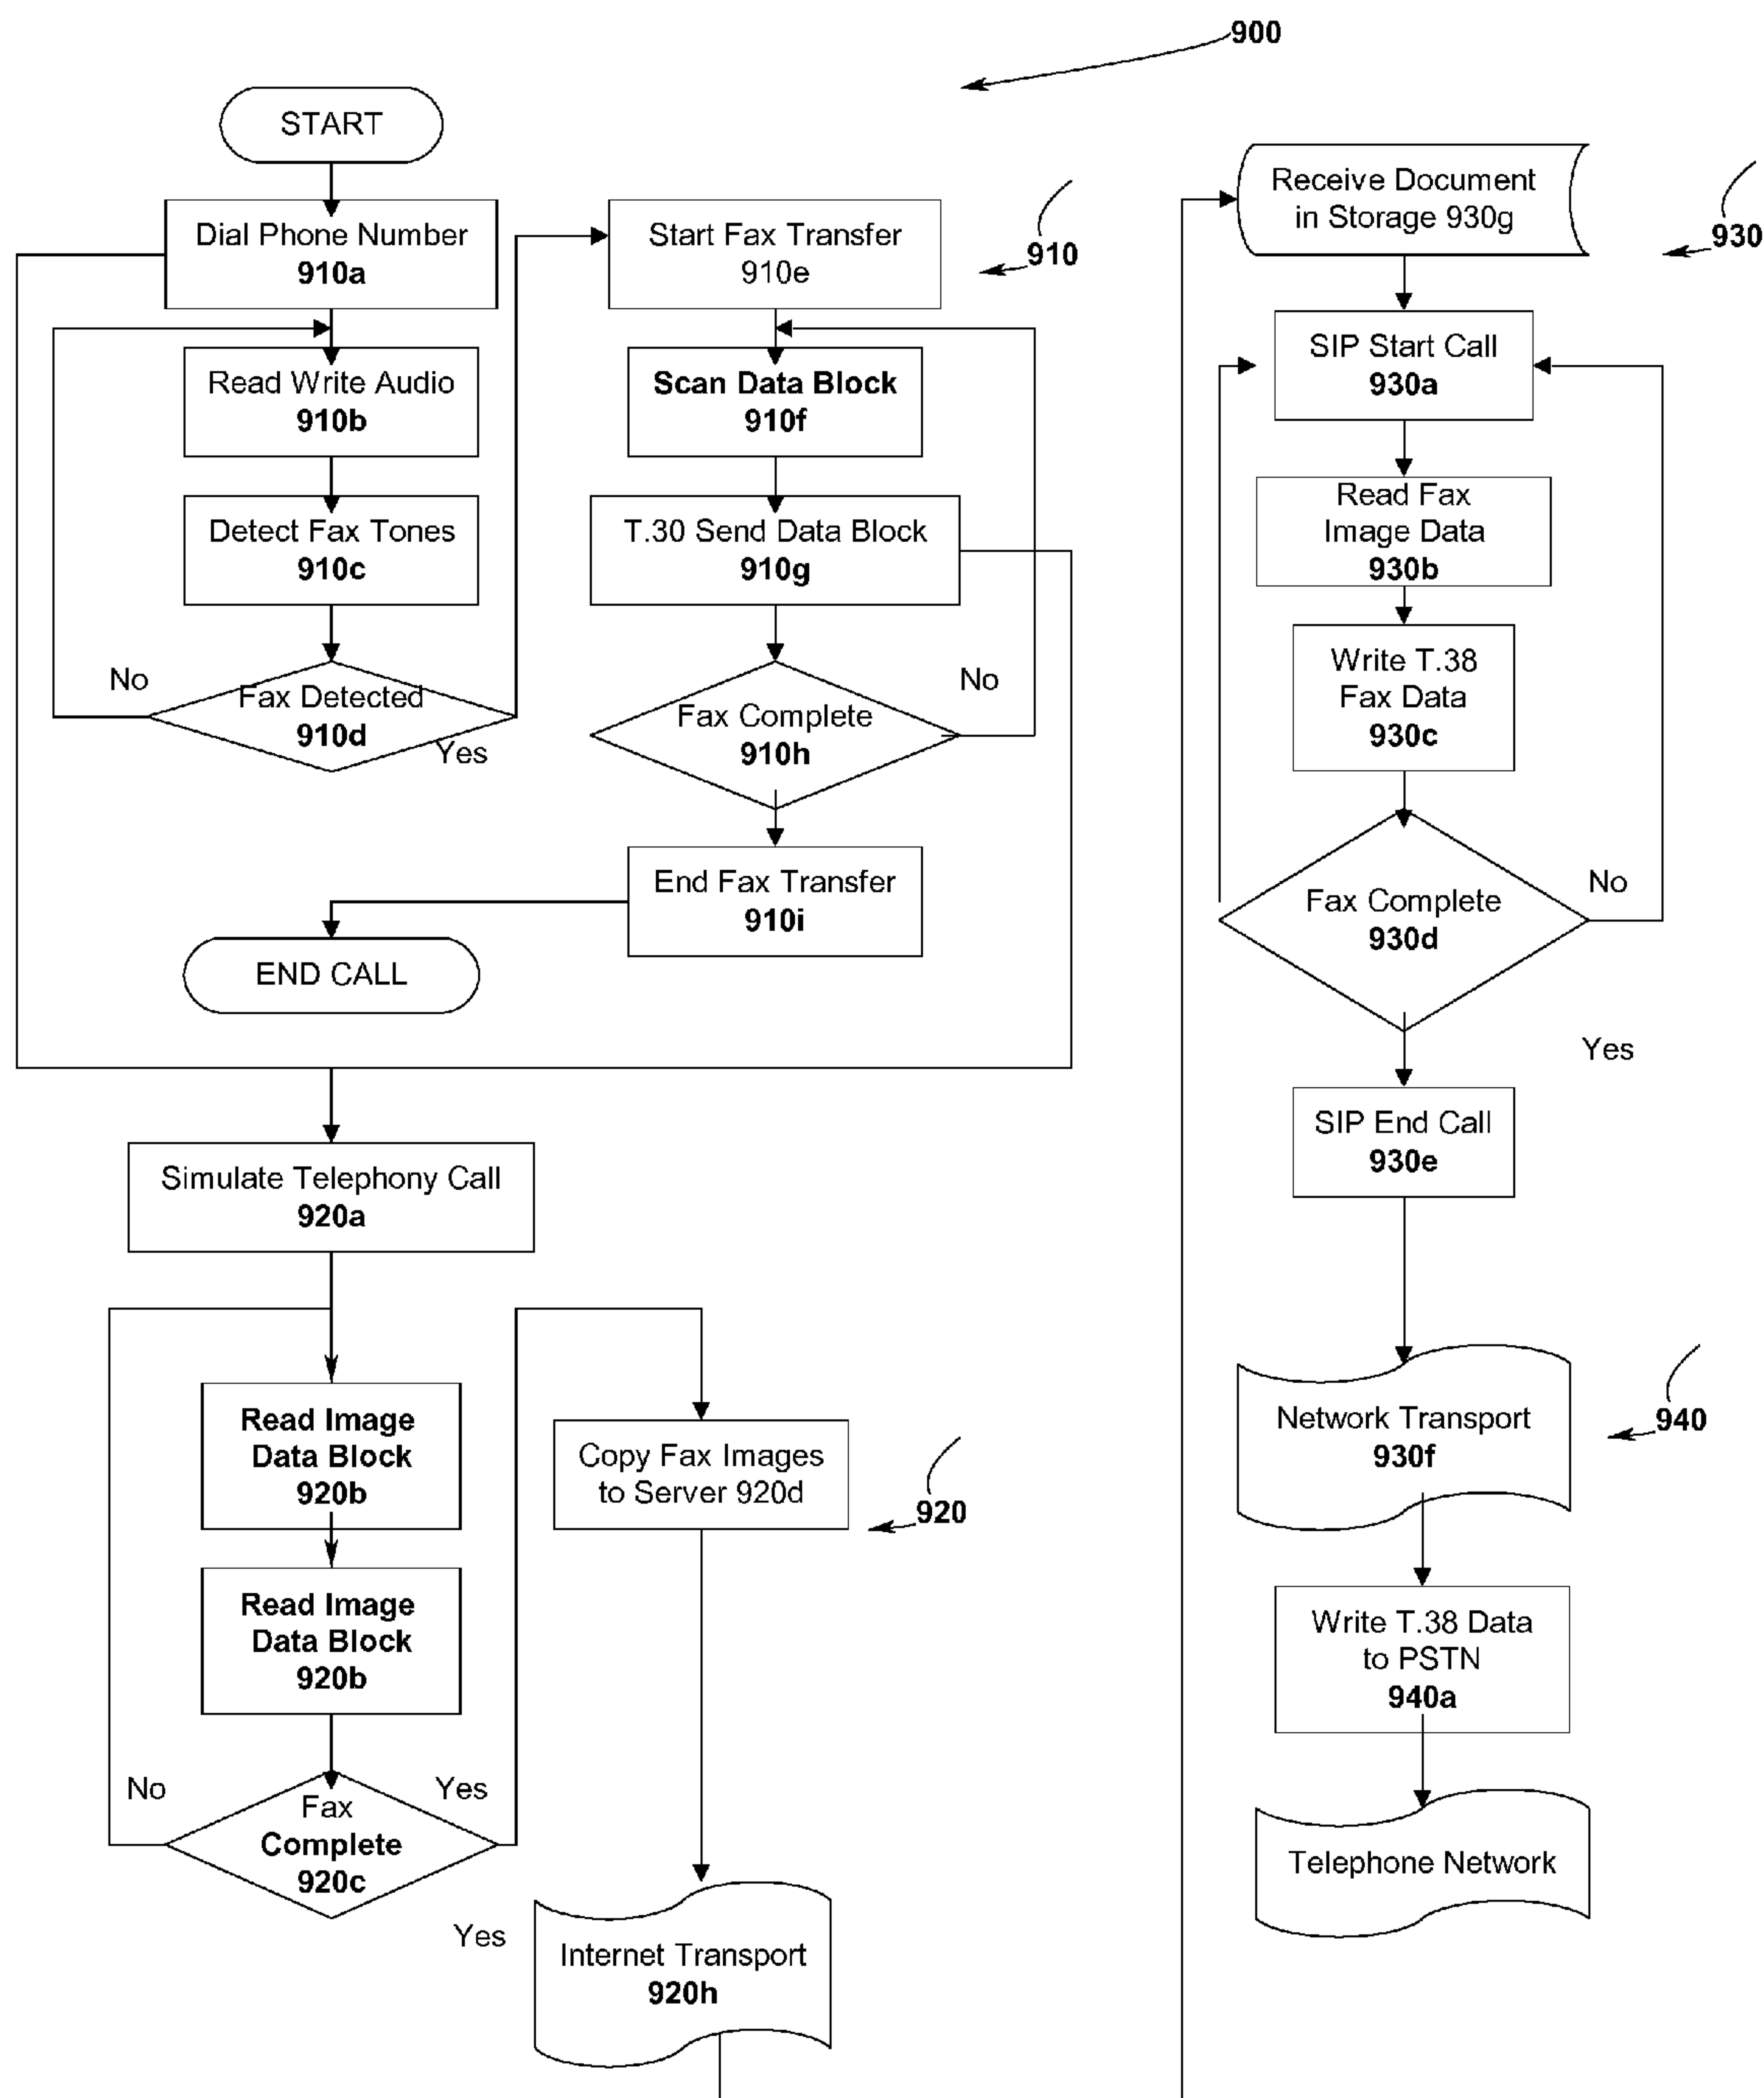 900
START
Dial Phone Number
910a
Read Write Audio
910b
Detect Fax Tones
910c
No
Fax Detected
910d
Yes
Start Fax Transfer
910e
910
Scan Data Block
910f
T.30 Send Data Block
910g
No
Fax Complete
910h
End Fax Transfer
910i
END CALL
Simulate Telephony Call
920a
Read Image
Data Block
920b
Read Image
Data Block
920b
No
Yes
Fax
Complete
920c
Copy Fax Images
to Server 920d
920
Yes
Internet Transport
920h
Receive Document
in Storage 930g
930
SIP Start Call
930a
Read Fax
Image Data
930b
Write T.38
Fax Data
930c
No
Fax Complete
930d
Yes
SIP End Call
930e
Network Transport
930f
940
Write T.38 Data
to PSTN
940a
Telephone Network